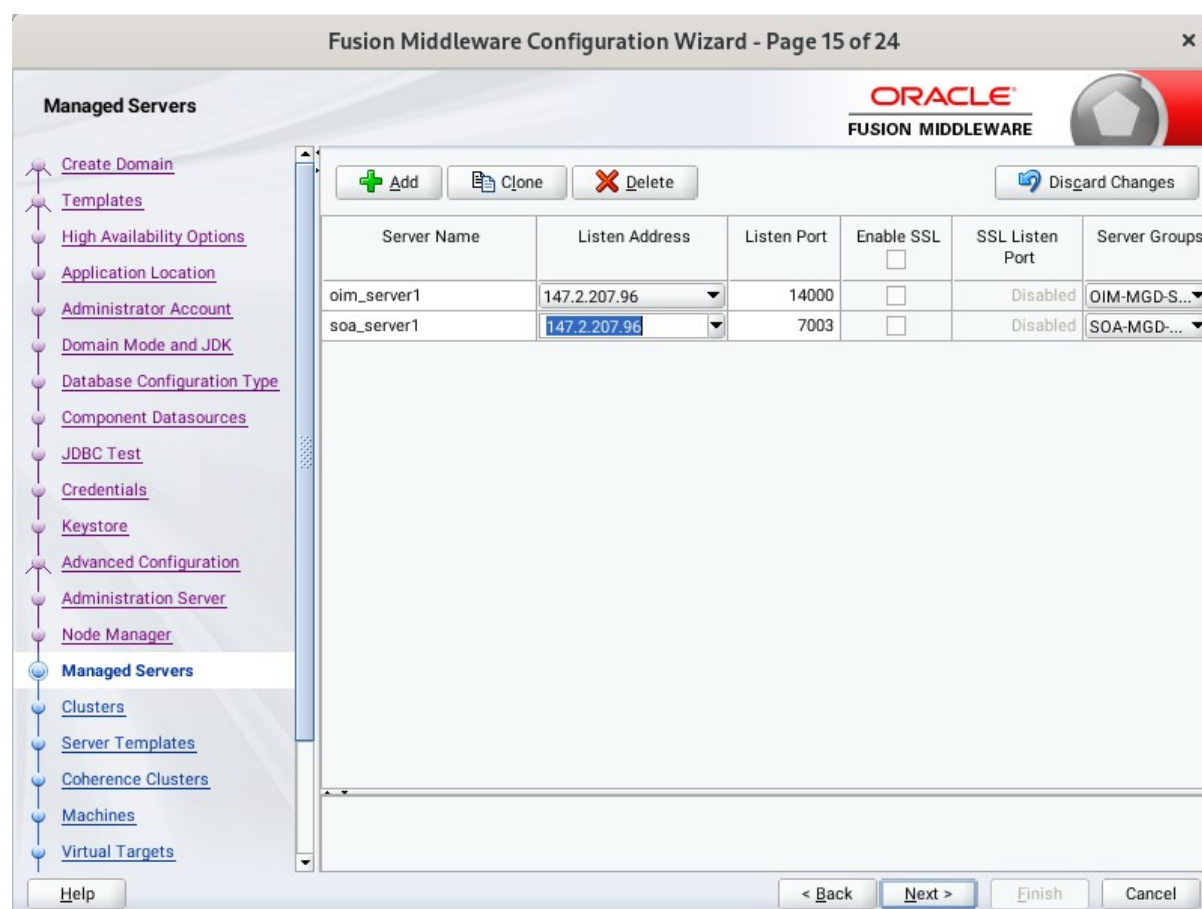 Fusion Middleware Configuration Wizard - Page 15 of 24
Managed Servers
ORACLE
FUSION MIDDLEWARE
Create Domain
Templates
High Availability Options
Application Location
Administrator Account
Domain Mode and JDK
Database Configuration Type
Component Datasources
JDBC Test
Credentials
Keystore
Advanced Configuration
Administration Server
Node Manager
Managed Servers
Clusters
Server Templates
Coherence Clusters
Machines
Virtual Targets
Add Clone Delete Discard Changes
Server Name Listen Address Listen Port Enable SSL SSL Listen Port Server Groups
oim_server1 147.2.207.96 14000 Disabled OIM-MGD-S...
soa_server1 147.2.207.96 7003 Disabled SOA-MGD-...
Help < Back Next > Finish Cancel